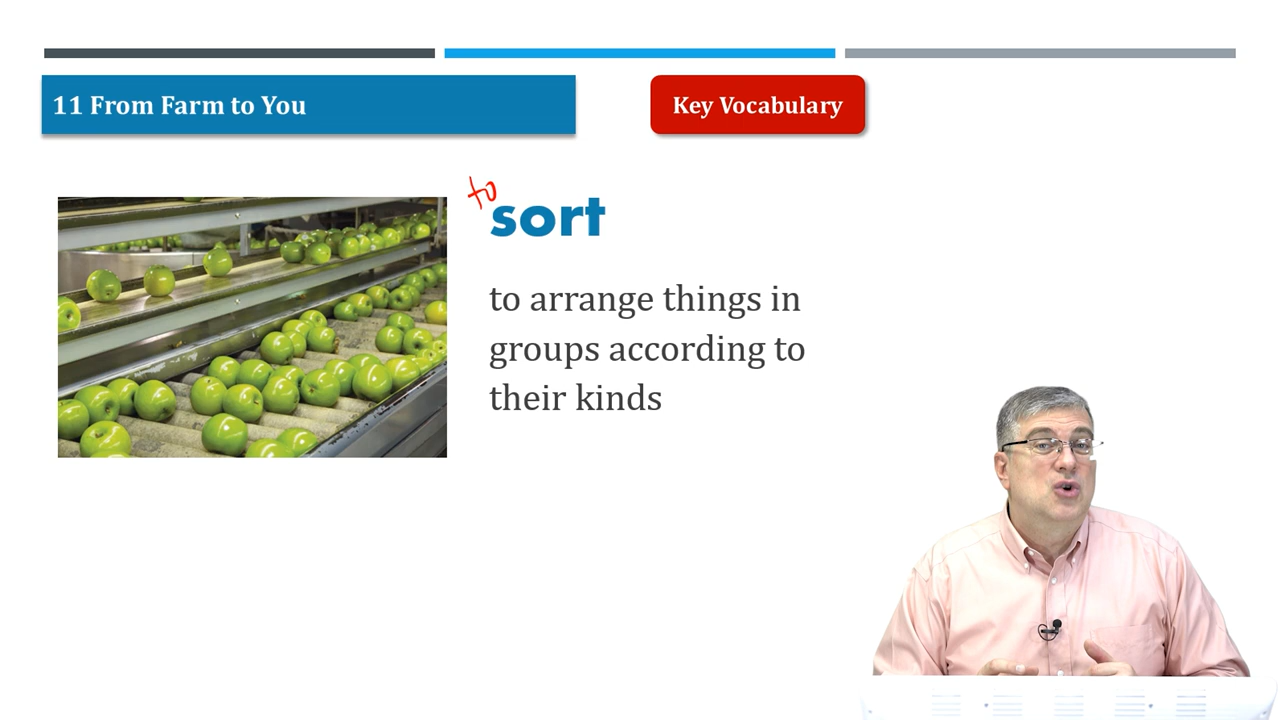 11 From Farm to You
Key Vocabulary
to
sort
to arrange things in
groups according to
their kinds